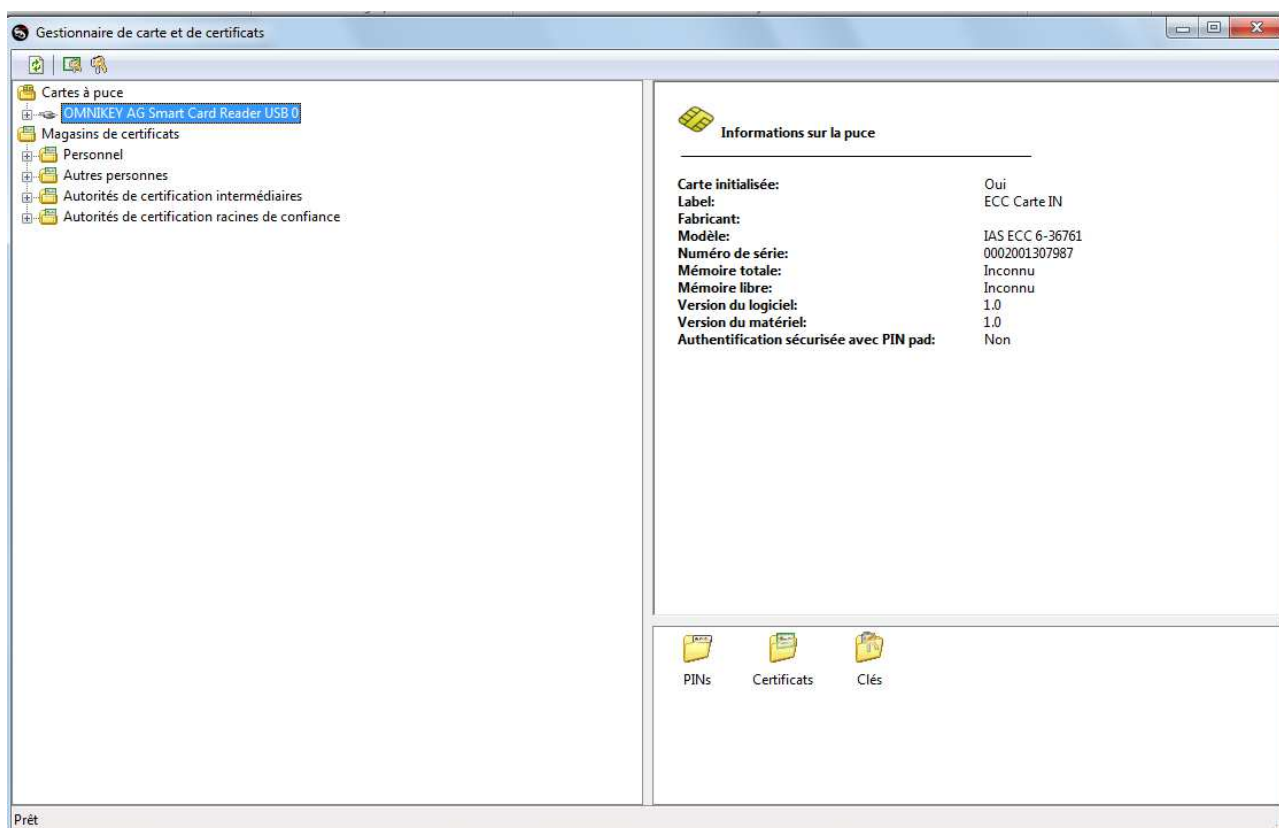 Gestionnaire de carte et de certificats
Cartes à puce
OMNIKEY AG Smart Card Reader USB 0
Magasins de certificats
Personnel
Autres personnes
Autorités de certification intermédiaires
Autorités de certification racines de confiance
Informations sur la puce
Carte initialisée: Oui
Label: ECC Carte IN
Fabricant:
Modèle: IAS ECC 6-36761
Numéro de série: 0002001307987
Mémoire totale: Inconnu
Mémoire libre: Inconnu
Version du logiciel: 1.0
Version du matériel: 1.0
Authentification sécurisée avec PIN pad: Non
PINs Certificats Clés
Prêt